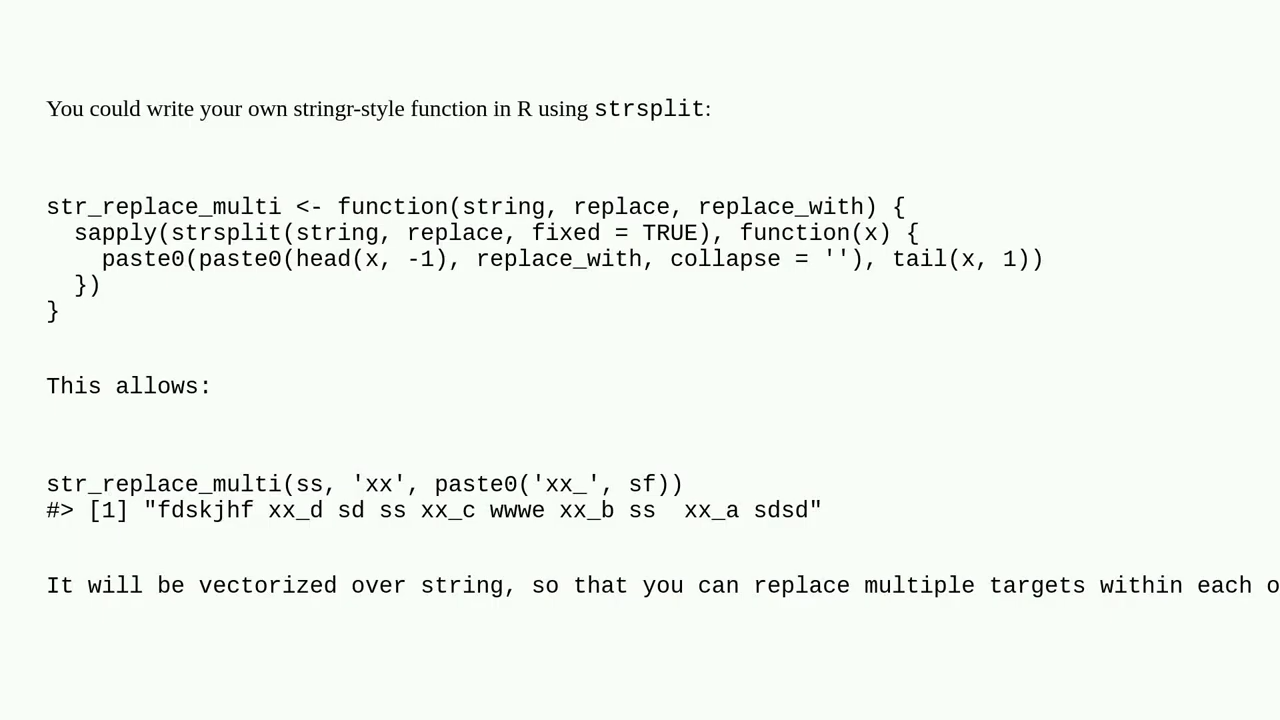 You could write your own stringr-style function in R using strsplit:
str_replace_multi <- function(string, replace, replace_with) {
  sapply(strsplit(string, replace, fixed = TRUE), function(x) {
    paste0(paste0(head(x, -1), replace_with, collapse = ''), tail(x, 1))
  })
}
This allows:
str_replace_multi(ss, 'xx', paste0('xx_', sf))
#> [1] "fdskjhf xx_d sd ss xx_c wwwe xx_b ss  xx_a sdsd"
It will be vectorized over string, so that you can replace multiple targets within each